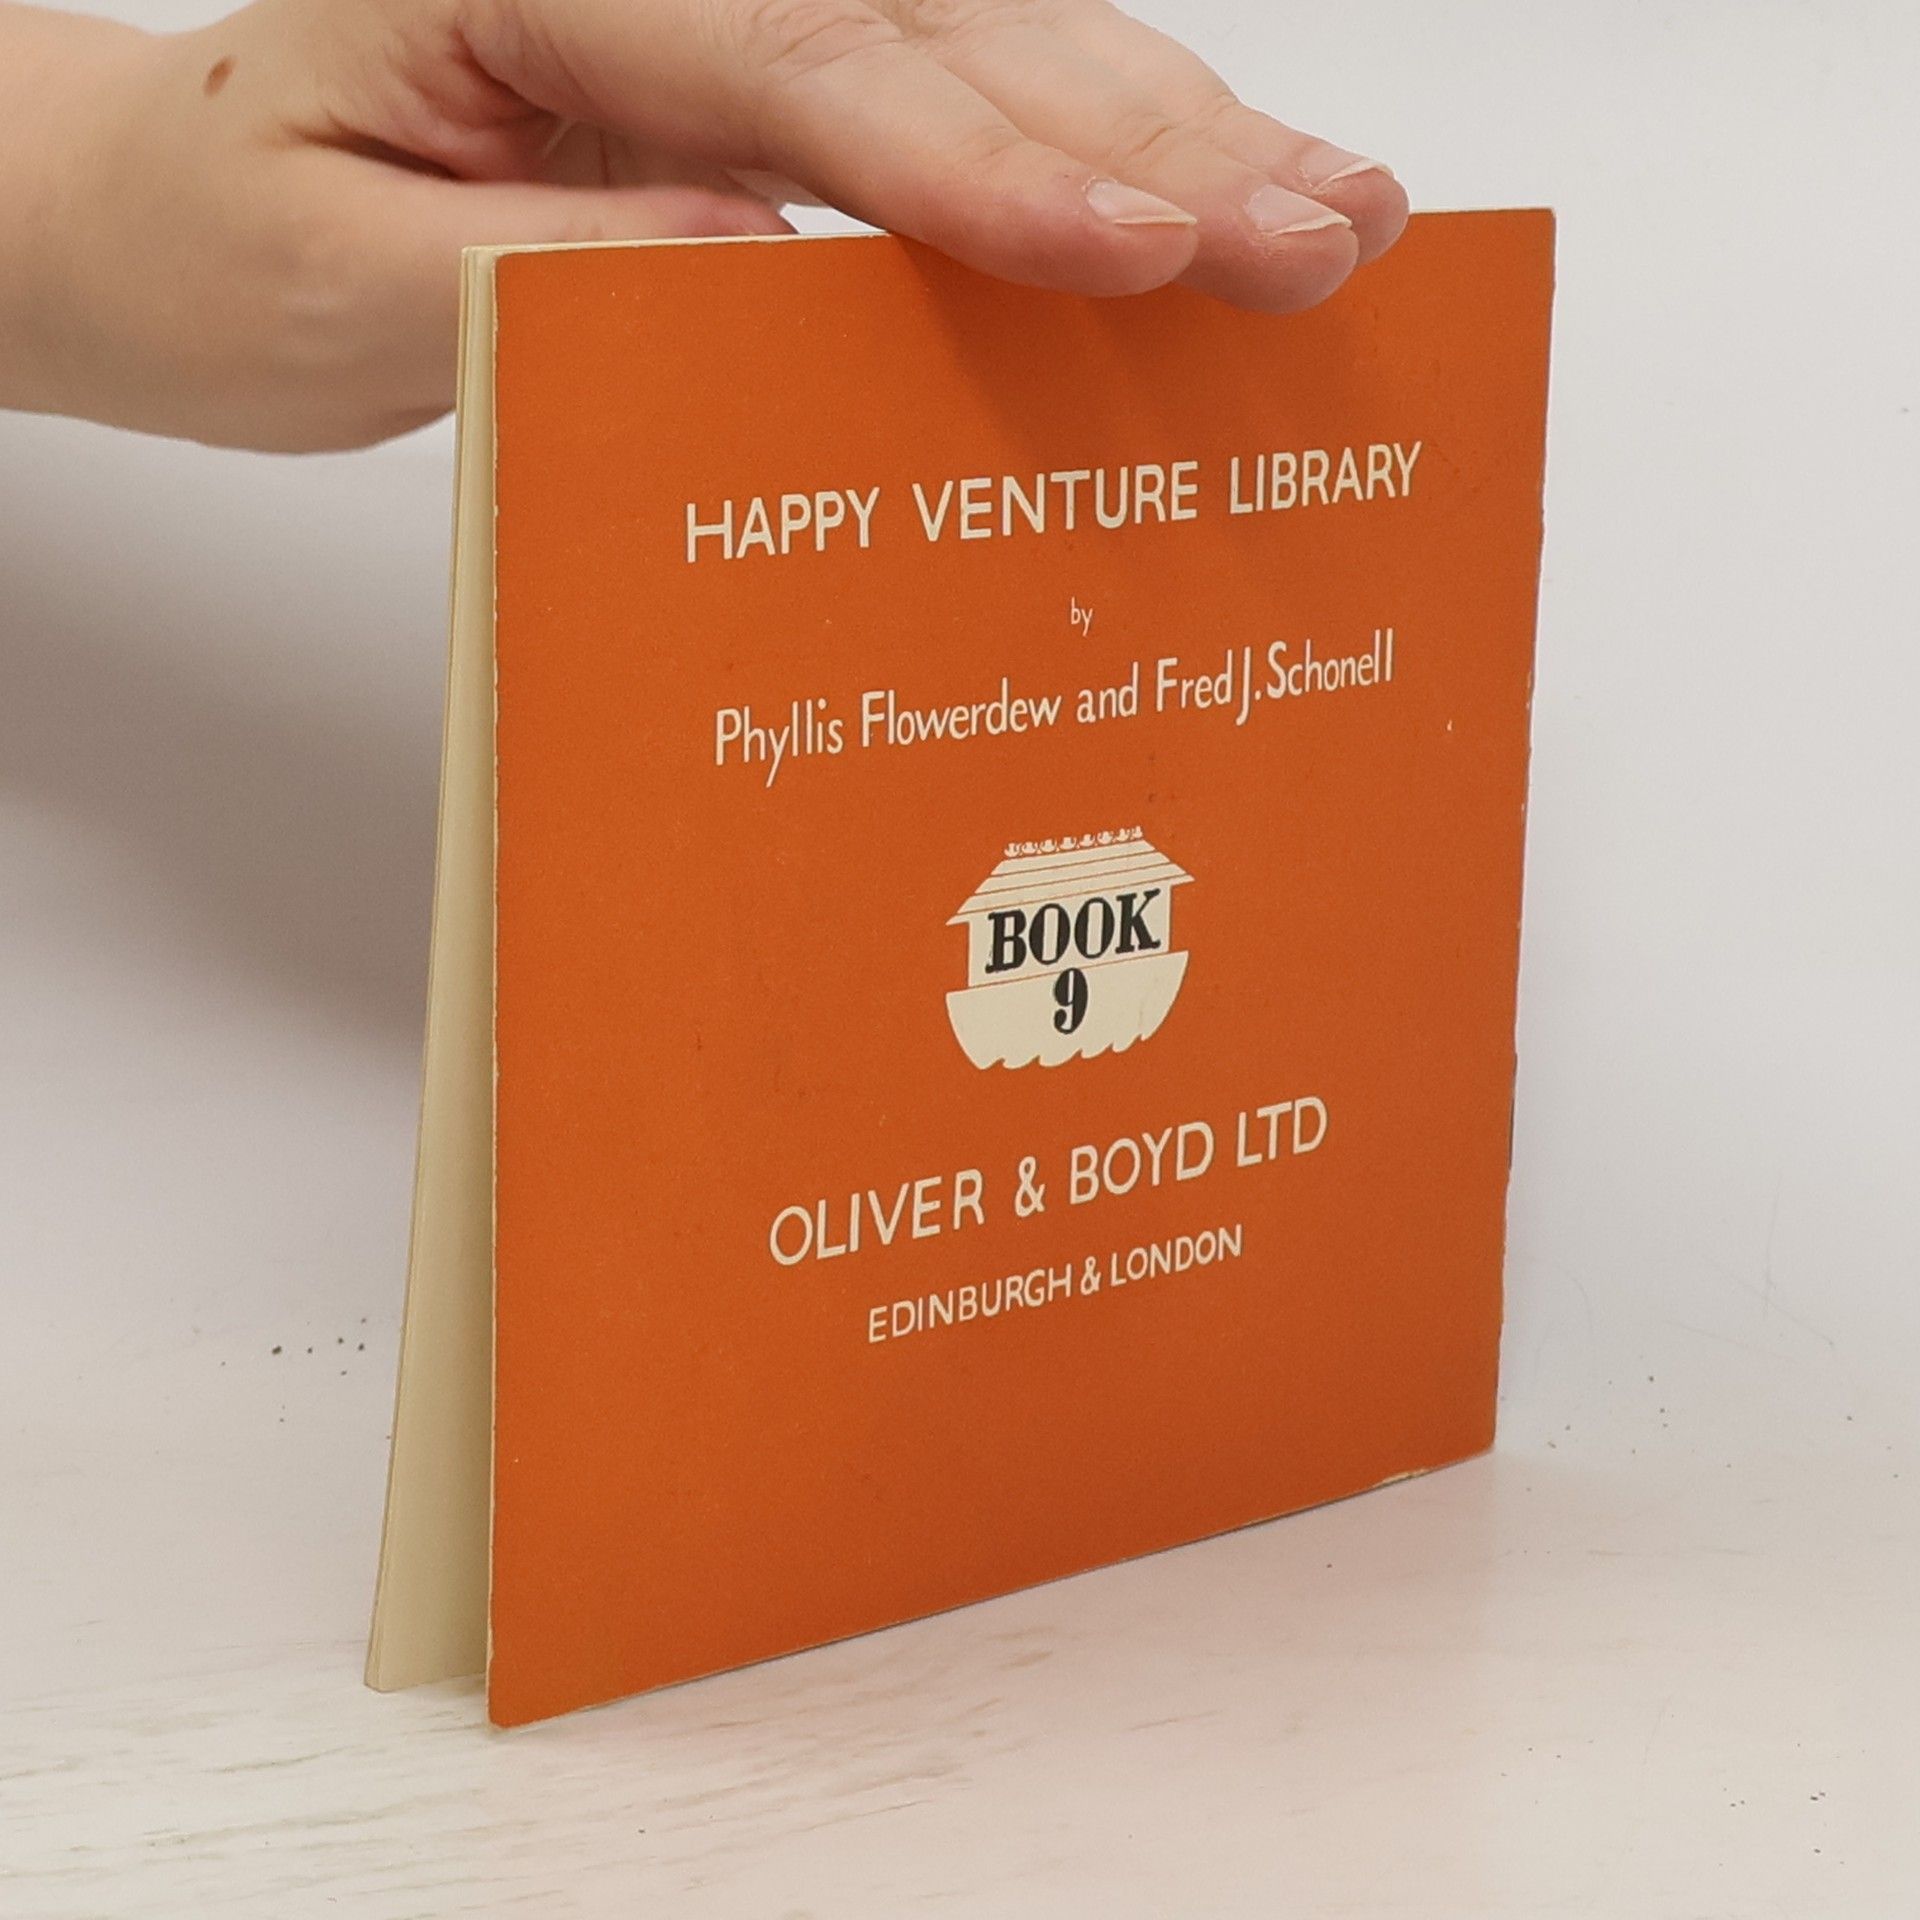 HAPPY VENTURE LIBRARY
by
Phyllis Flowerdew and Fred J. Schonell
BOOK
9
OLIVER & BOYD LTD
EDINBURGH & LONDON